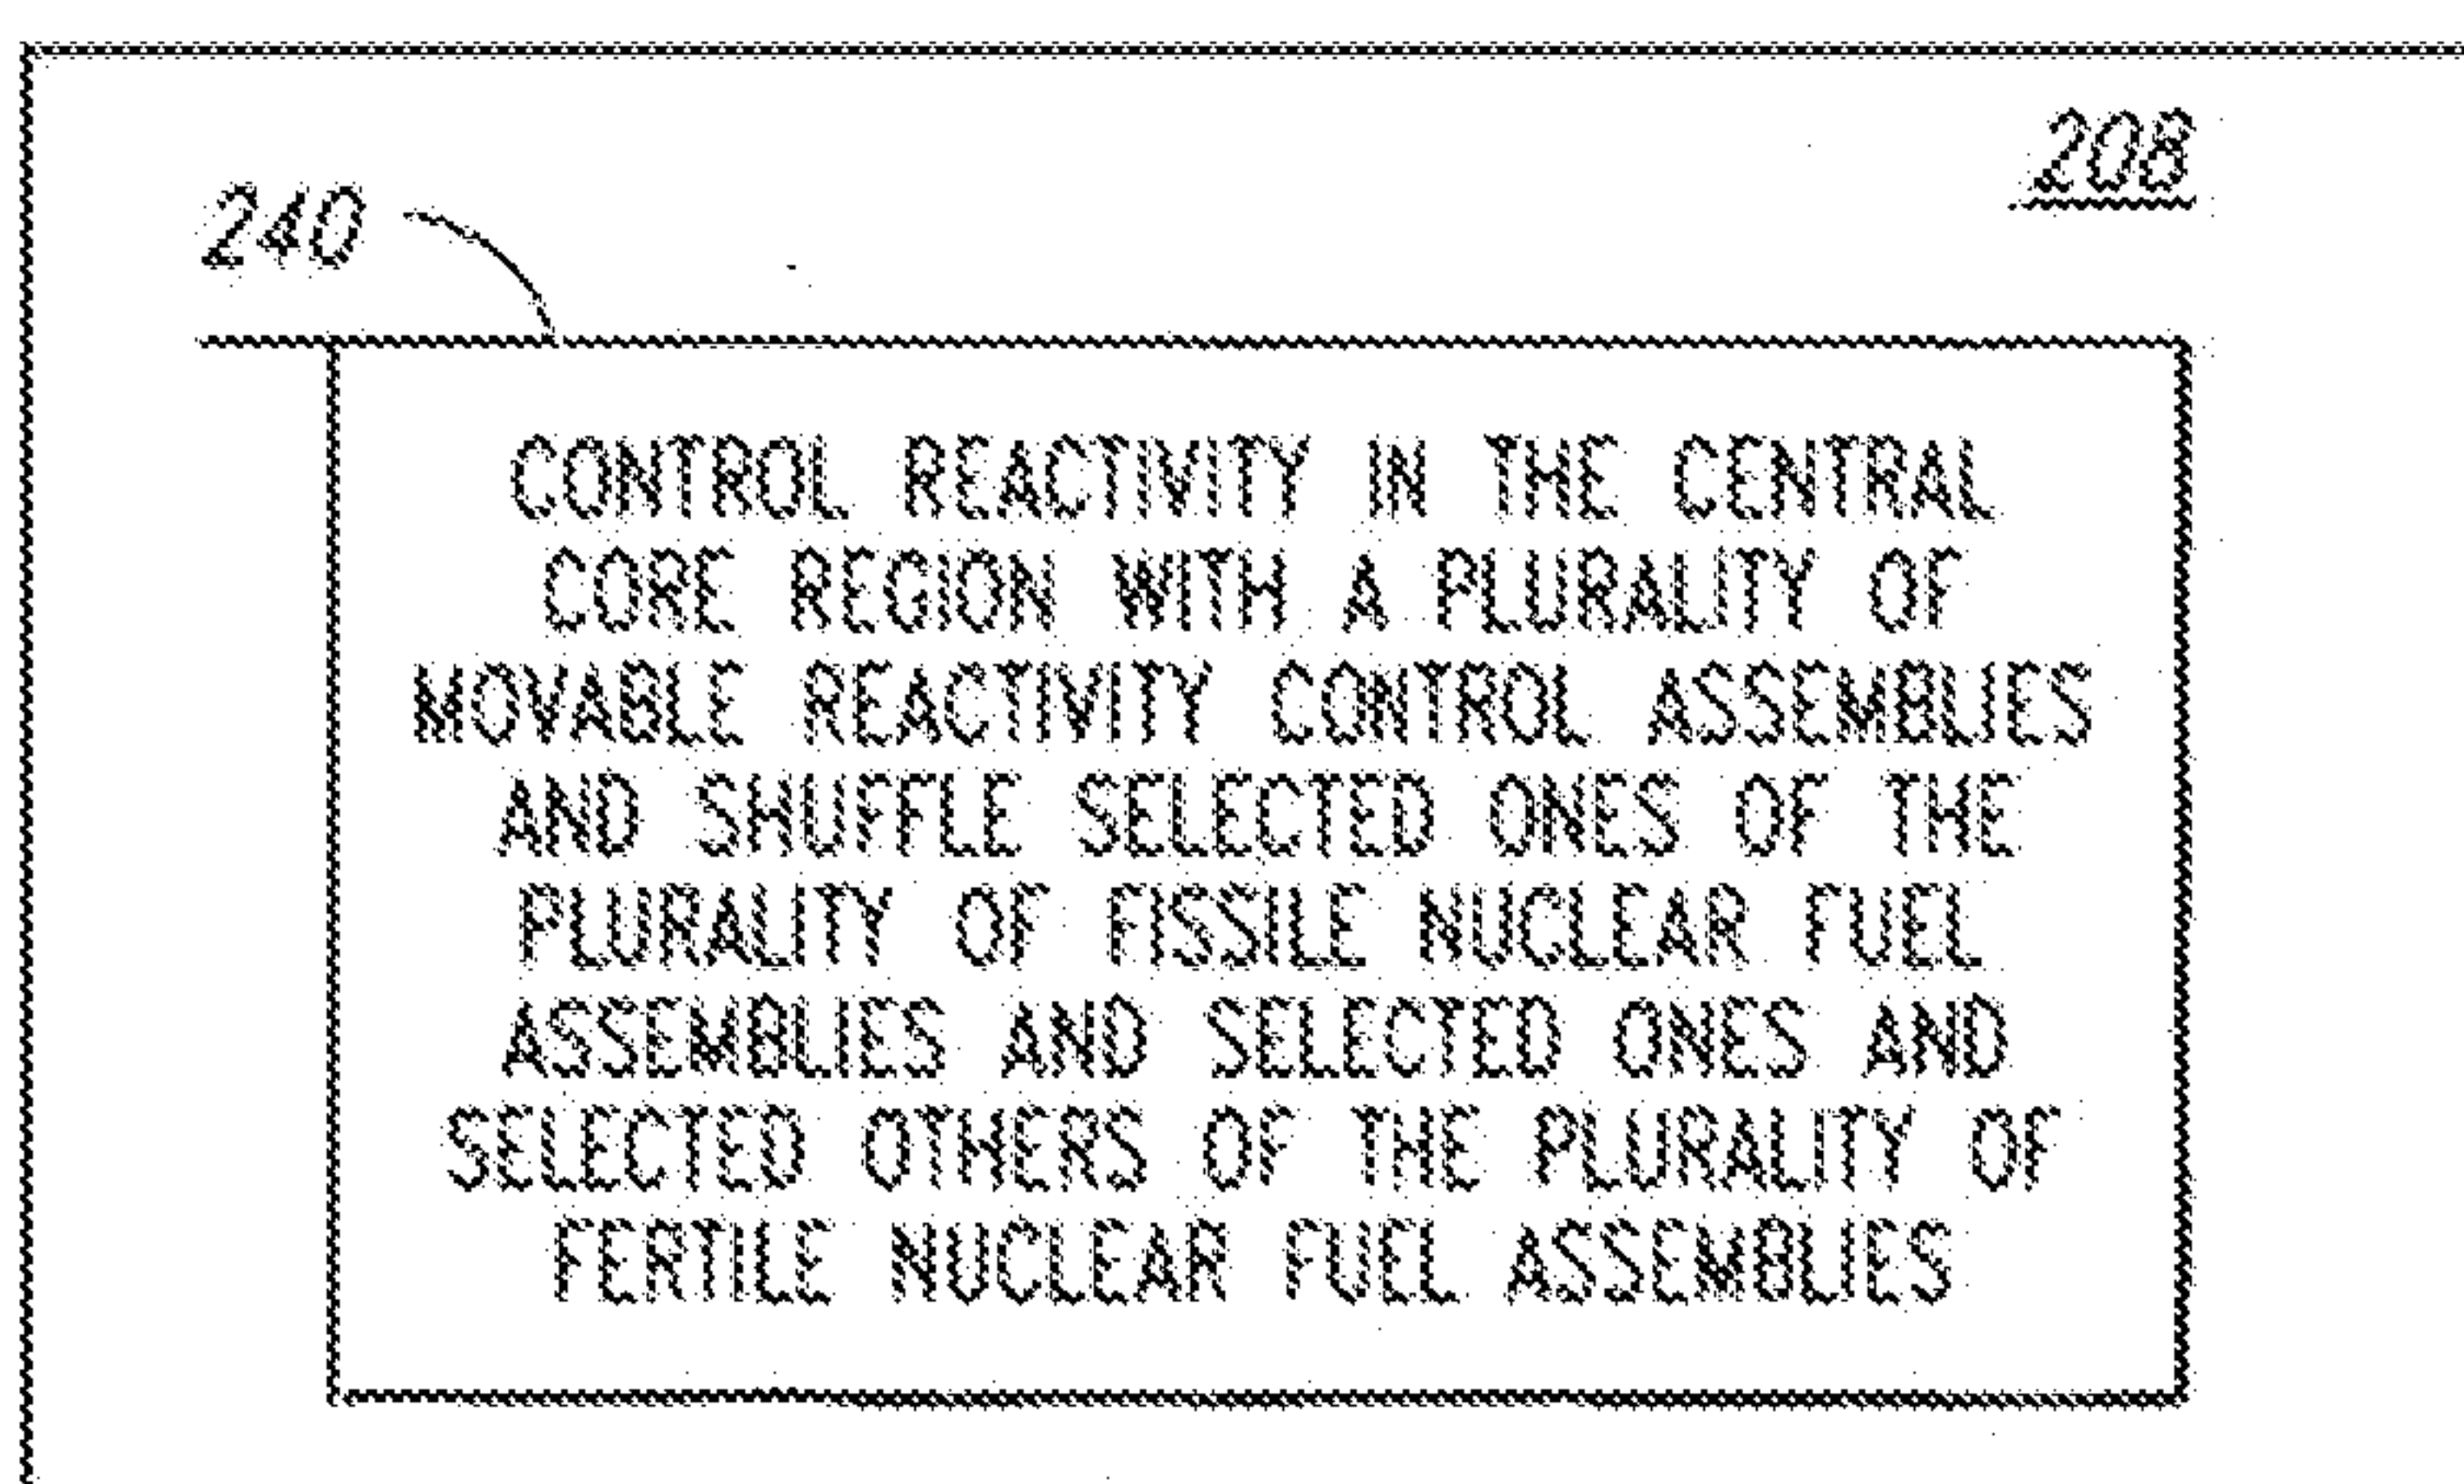 208
240
CONTROL REACTIVITY IN THE CENTRAL
CORE REGION WITH A PLURALITY OF
MOVABLE REACTIVITY CONTROL ASSEMBLIES
AND SHUFFLE SELECTED ONES OF THE
PLURALITY OF FISSILE NUCLEAR FUEL
ASSEMBLIES AND SELECTED ONES AND
SELECTED OTHERS OF THE PLURALITY OF
FERTILE NUCLEAR FUEL ASSEMBLIES